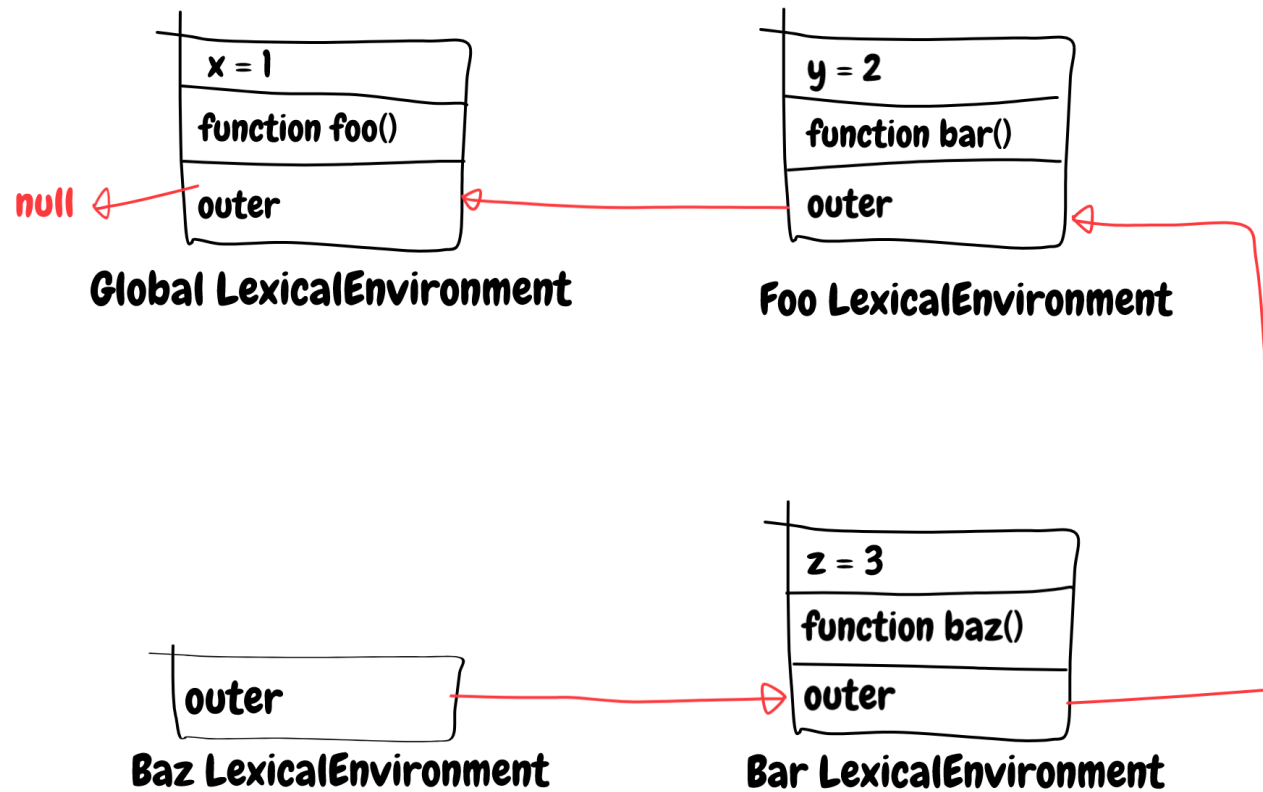 x = 1
function foo()
outer
null
Global LexicalEnvironment
y = 2
function bar()
outer
Foo LexicalEnvironment
outer
Baz LexicalEnvironment
z = 3
function baz()
outer
Bar LexicalEnvironment